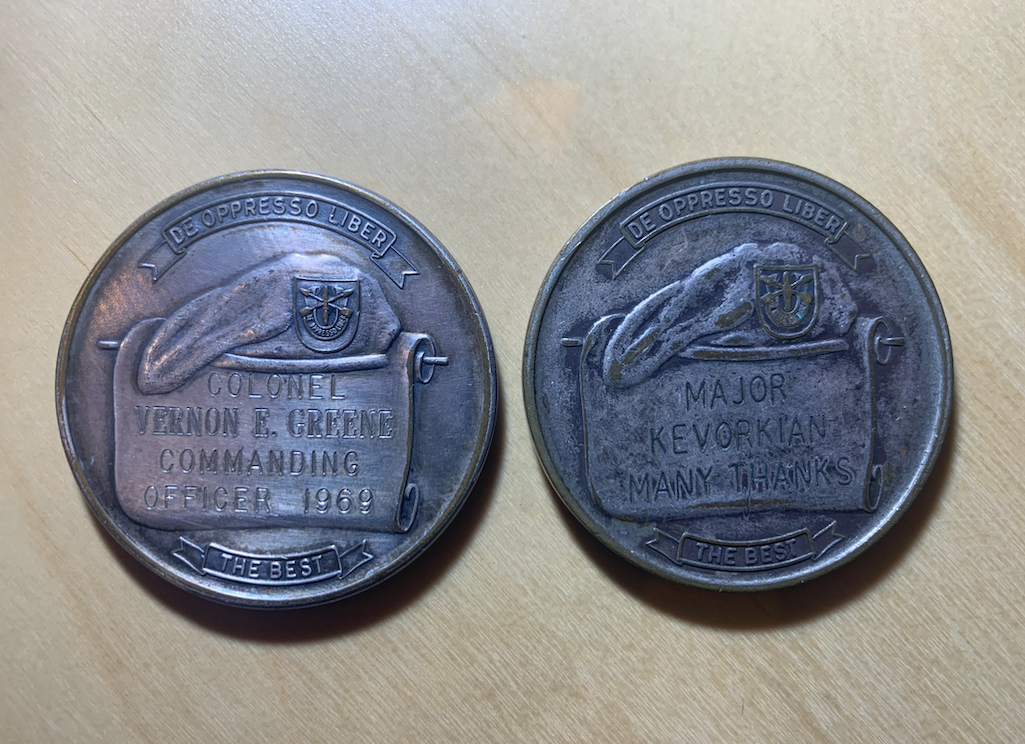 DE OPPRESSO LIBER
COLONEL
VERNON E. GREENE
COMMANDING
OFFICER 1969
THE BEST
DE OPPRESSO LIBER
MAJOR
KEVORKIAN
MANY THANKS
THE BEST